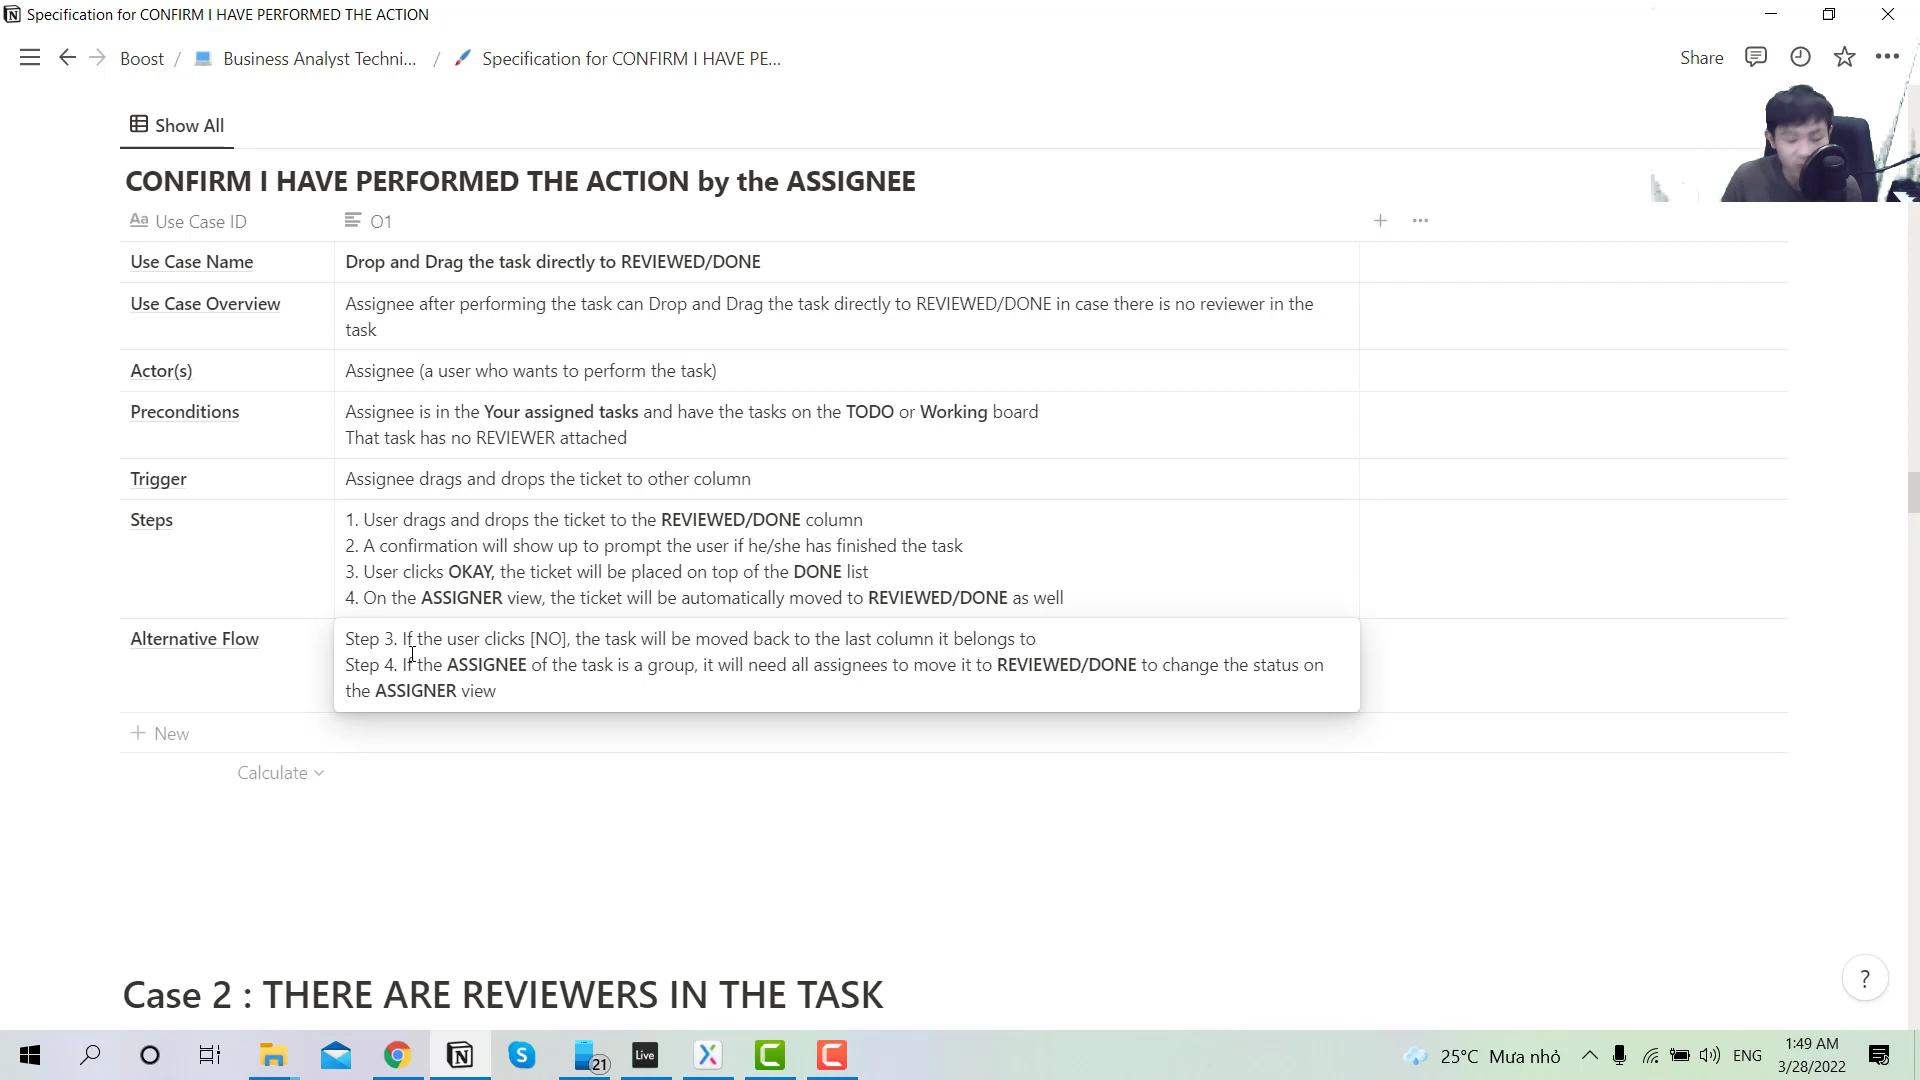 Specification for CONFIRM I HAVE PERFORMED THE ACTION
Boost / Business Analyst Techni... / Specification for CONFIRM I HAVE PE...
Share
Show All
CONFIRM I HAVE PERFORMED THE ACTION by the ASSIGNEE
Aa Use Case ID
O1
Use Case Name
Drop and Drag the task directly to REVIEWED/DONE
Use Case Overview
Assignee after performing the task can Drop and Drag the task directly to REVIEWED/DONE in case there is no reviewer in the
task
Actor(s)
Assignee (a user who wants to perform the task)
Preconditions
Assignee is in the Your assigned tasks and have the tasks on the TODO or Working board
That task has no REVIEWER attached
Trigger
Assignee drags and drops the ticket to other column
Steps
1. User drags and drops the ticket to the REVIEWED/DONE column
2. A confirmation will show up to prompt the user if he/she has finished the task
3. User clicks OKAY, the ticket will be placed on top of the DONE list
4. On the ASSIGNER view, the ticket will be automatically moved to REVIEWED/DONE as well
Alternative Flow
Step 3. If the user clicks [NO], the task will be moved back to the last column it belongs to
Step 4. If the ASSIGNEE of the task is a group, it will need all assignees to move it to REVIEWED/DONE to change the status on
the ASSIGNER view
+ New
Calculate
Case 2 : THERE ARE REVIEWERS IN THE TASK
?
21
Live
25°C Mưa nhỏ
ENG
1:49 AM
3/28/2022